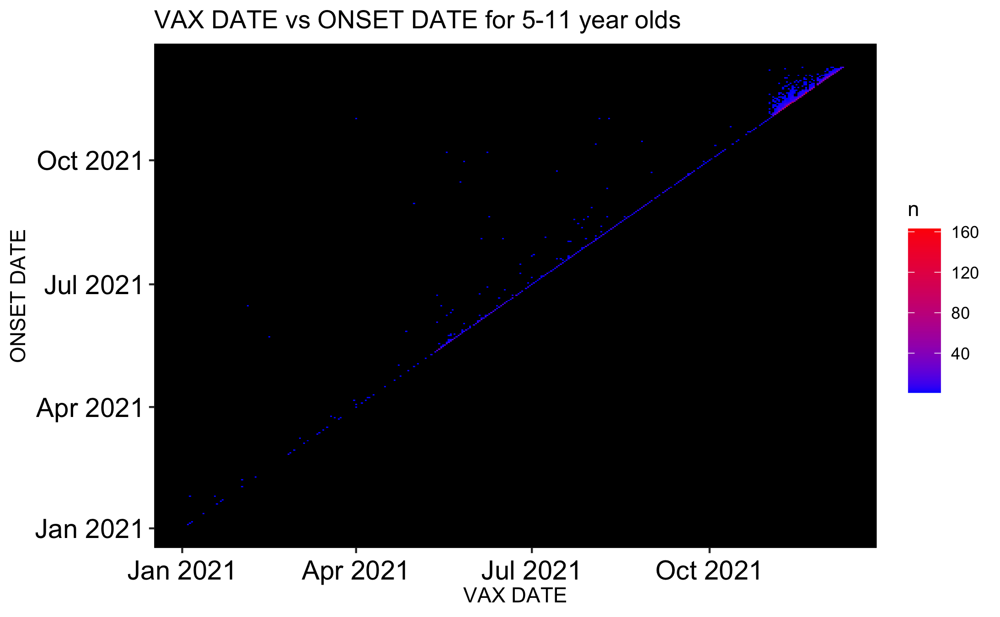 VAX DATE vs ONSET DATE for 5-11 year olds
ONSET DATE
Oct 2021
Jul 2021
Apr 2021
Jan 2021
Jan 2021
Apr 2021
Jul 2021
Oct 2021
VAX DATE
n
160
120
80
40